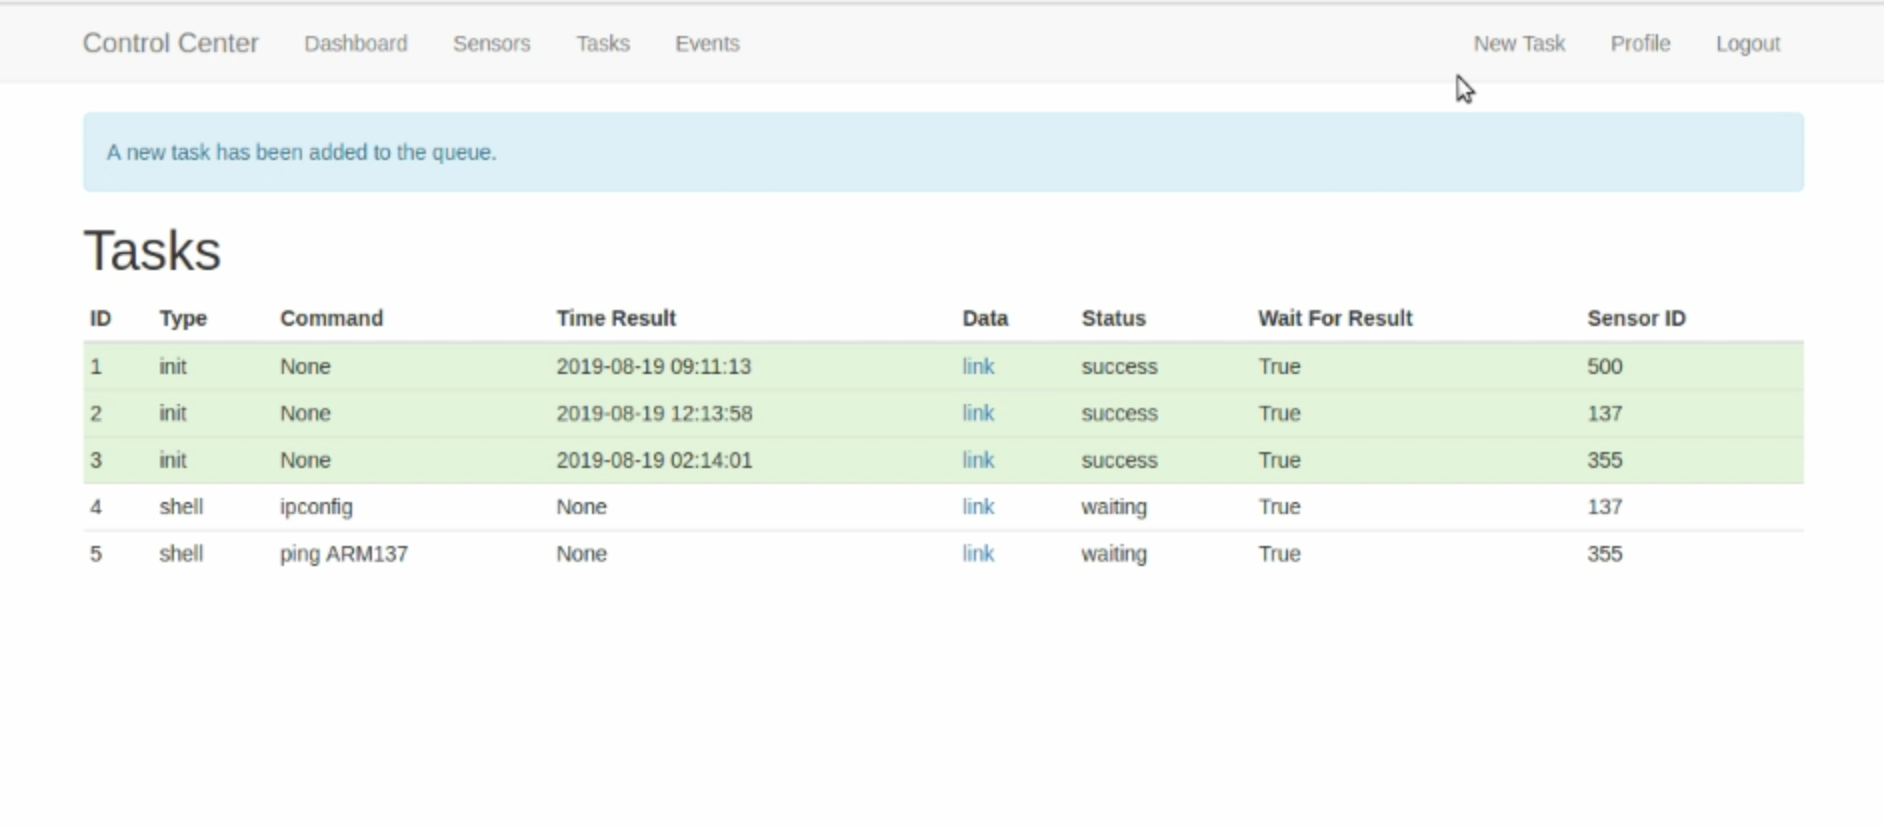 Control Center Dashboard Sensors Tasks Events New Task Profile Logout
A new task has been added to the queue.
Tasks
ID Type Command Time Result Data Status Wait For Result Sensor ID
1 init None 2019-08-19 09:11:13 link success True 500
2 init None 2019-08-19 12:13:58 link success True 137
3 init None 2019-08-19 02:14:01 link success True 355
4 shell ipconfig None link waiting True 137
5 shell ping ARM137 None link waiting True 355